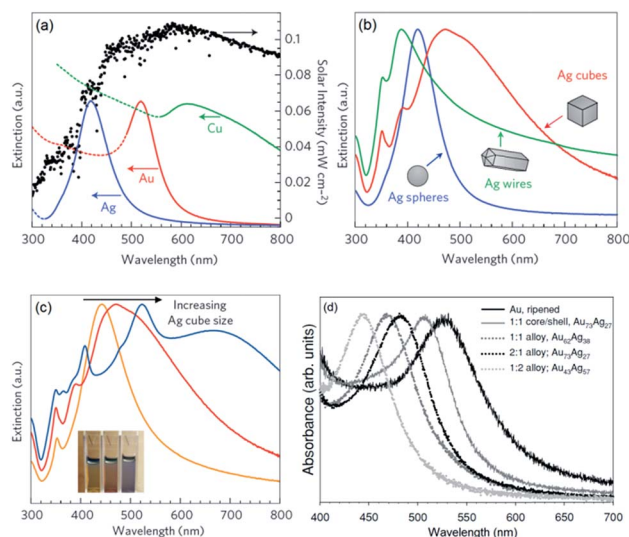 (a)
Extinction (a.u.)
Cu
Au
Ag
0.1
0.08
0.06
0.04
0.02
0
Solar Intensity (mW cm−2)
300 400 500 600 700 800
Wavelength (nm)
(b)
Extinction (a.u.)
Ag cubes
Ag wires
Ag spheres
300 400 500 600 700 800
Wavelength (nm)
(c)
Increasing
Ag cube size
Extinction (a.u.)
300 400 500 600 700 800
Wavelength (nm)
(d)
Au, ripened
1:1 core/shell, Au73Ag27
1:1 alloy, Au62Ag38
2:1 alloy; Au73Ag27
1:2 alloy; Au43Ag57
Absorbance (arb. units)
400 450 500 550 600 650 700
Wavelength (nm)